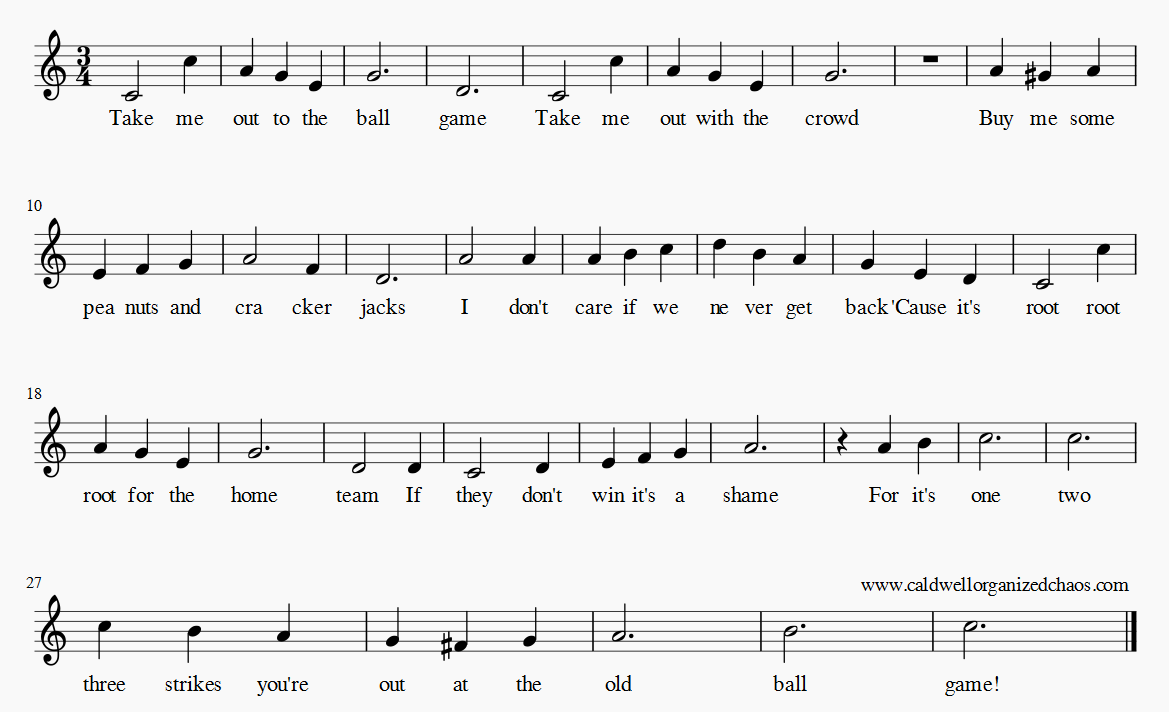 3
4
Take me out to the ball game Take me out with the crowd Buy me some
10
pea nuts and cra cker jacks I don't care if we ne ver get back 'Cause it's root root
18
root for the home team If they don't win it's a shame For it's one two
27
www.caldwellorganizedchaos.com
three strikes you're out at the old ball game!